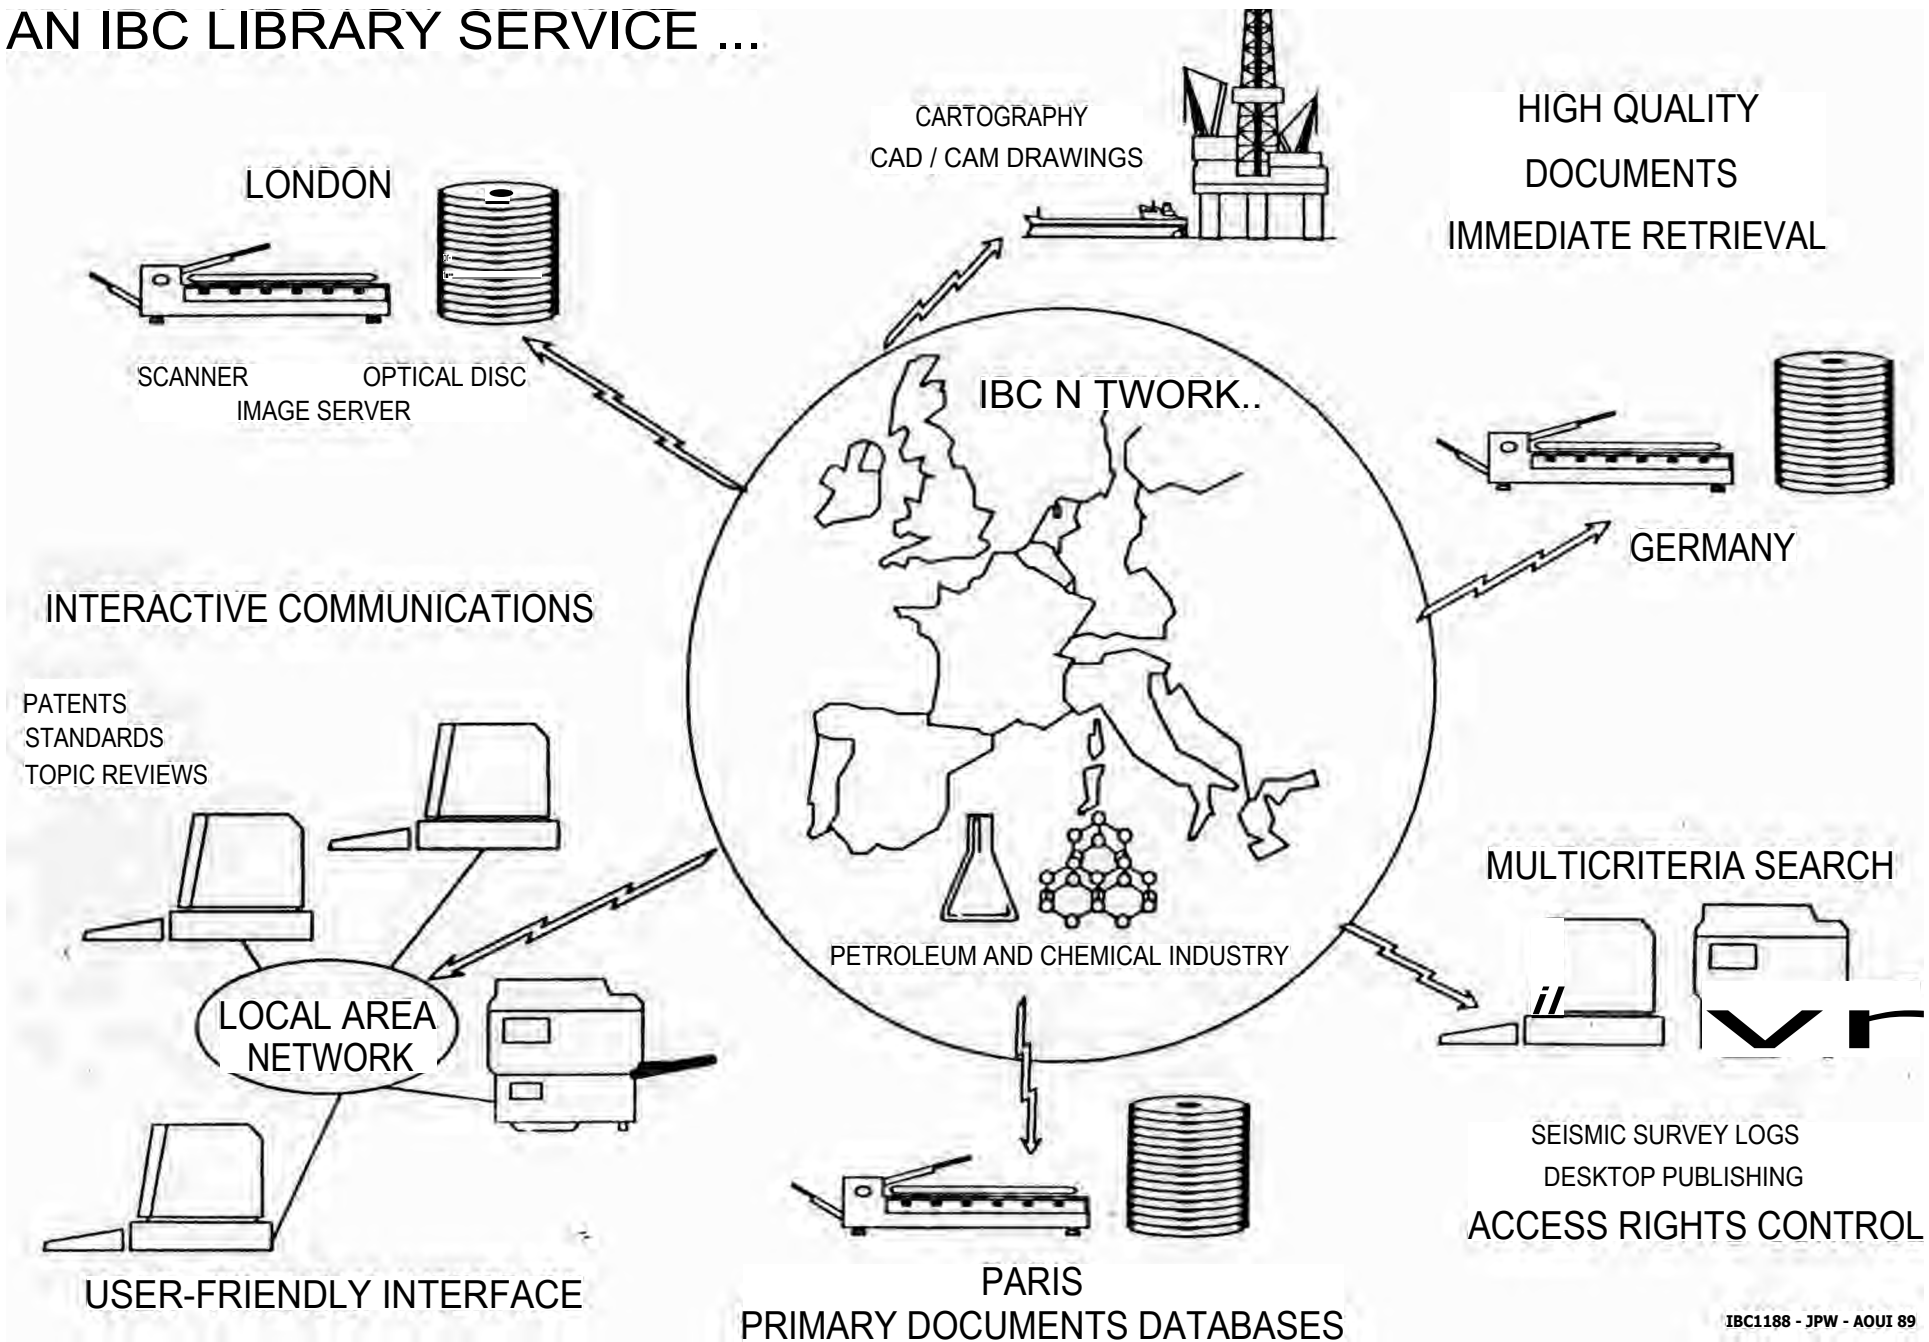 AN IBC LIBRARY SERVICE ...
CARTOGRAPHY
CAD / CAM DRAWINGS
HIGH QUALITY
DOCUMENTS
IMMEDIATE RETRIEVAL
LONDON
SCANNER OPTICAL DISC
IMAGE SERVER
IBC N TWORK..
GERMANY
INTERACTIVE COMMUNICATIONS
PATENTS
STANDARDS
TOPIC REVIEWS
MULTICRITERIA SEARCH
PETROLEUM AND CHEMICAL INDUSTRY
il
LOCAL AREA
NETWORK
SEISMIC SURVEY LOGS
DESKTOP PUBLISHING
ACCESS RIGHTS CONTROL
USER-FRIENDLY INTERFACE
PARIS
PRIMARY DOCUMENTS DATABASES
IBC1188 - JPW - AOUI 89